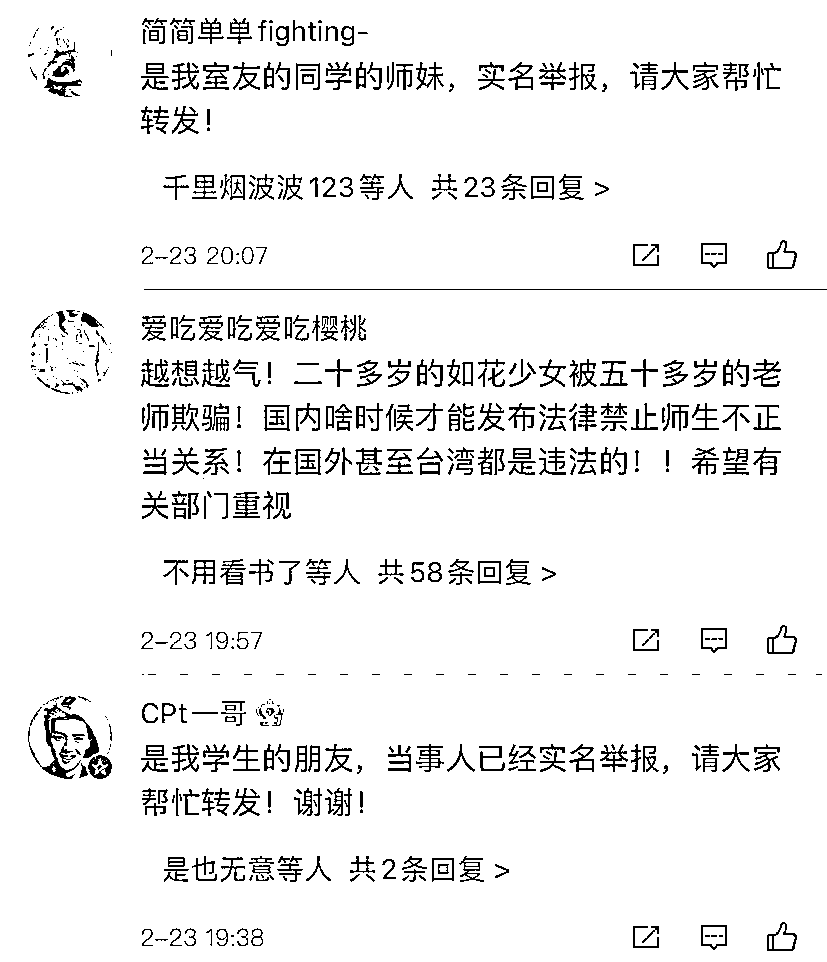 简简单单fighting-
是我室友的同学的师妹，实名举报，请大家帮忙
转发！
千里烟波波123等人 共23条回复 >
2-23 20:07
爱吃爱吃爱吃樱桃
越想越气！二十多岁的如花少女被五十多岁的老
师欺骗！国内啥时候才能发布法律禁止师生不正
当关系！在国外甚至台湾都是违法的！！希望有
关部门重视
不用看书了等人 共58条回复 >
2-23 19:57
CPt一哥
是我学生的朋友，当事人已经实名举报，请大家
帮忙转发！谢谢！
是也无意等人 共2条回复 >
2-23 19:38